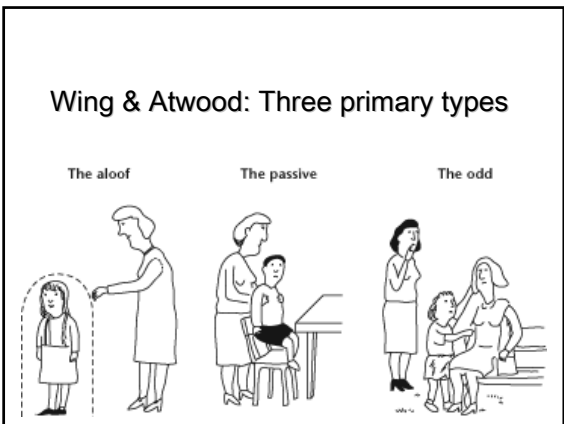 Wing & Atwood: Three primary types
The aloof
The passive
The odd